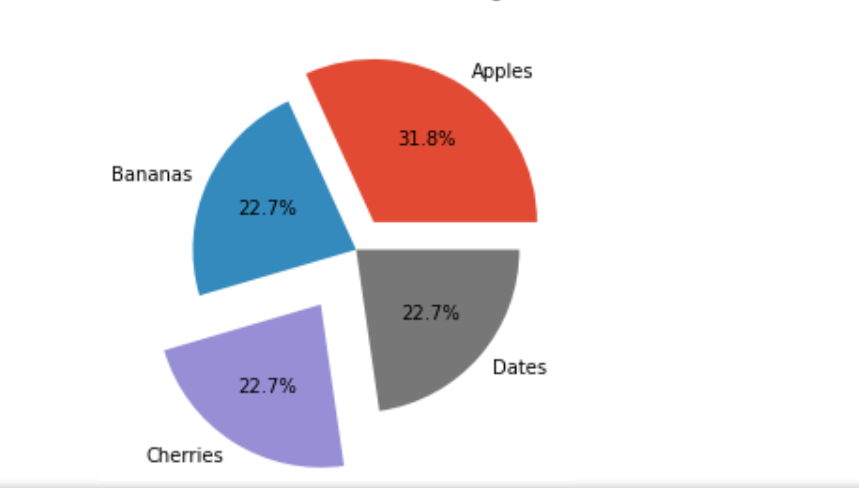 Apples
31.8%
Bananas
22.7%
22.7%
Dates
22.7%
Cherries